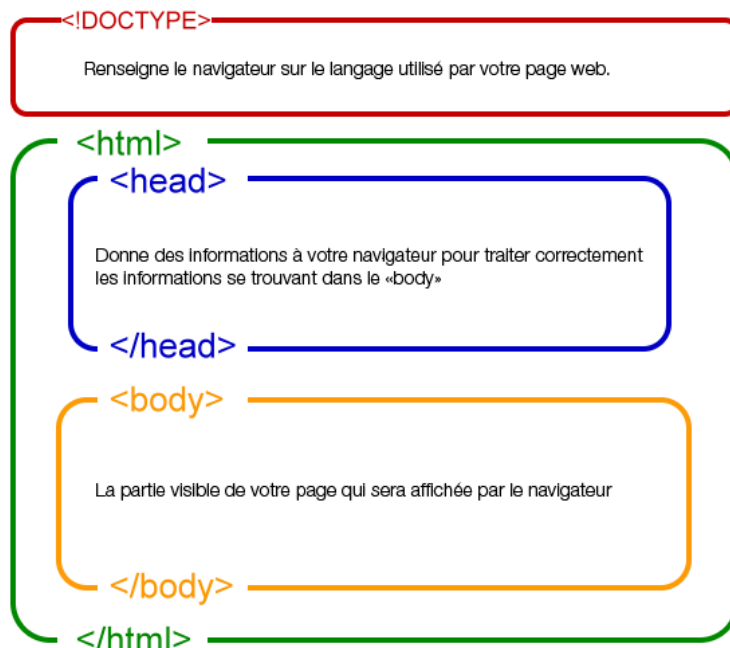 <!DOCTYPE>
Renseigne le navigateur sur le langage utilisé par votre page web.
<html>
<head>
Donne des informations à votre navigateur pour traiter correctement
les informations se trouvant dans le «body»
</head>
<body>
La partie visible de votre page qui sera affichée par le navigateur
</body>
</html>